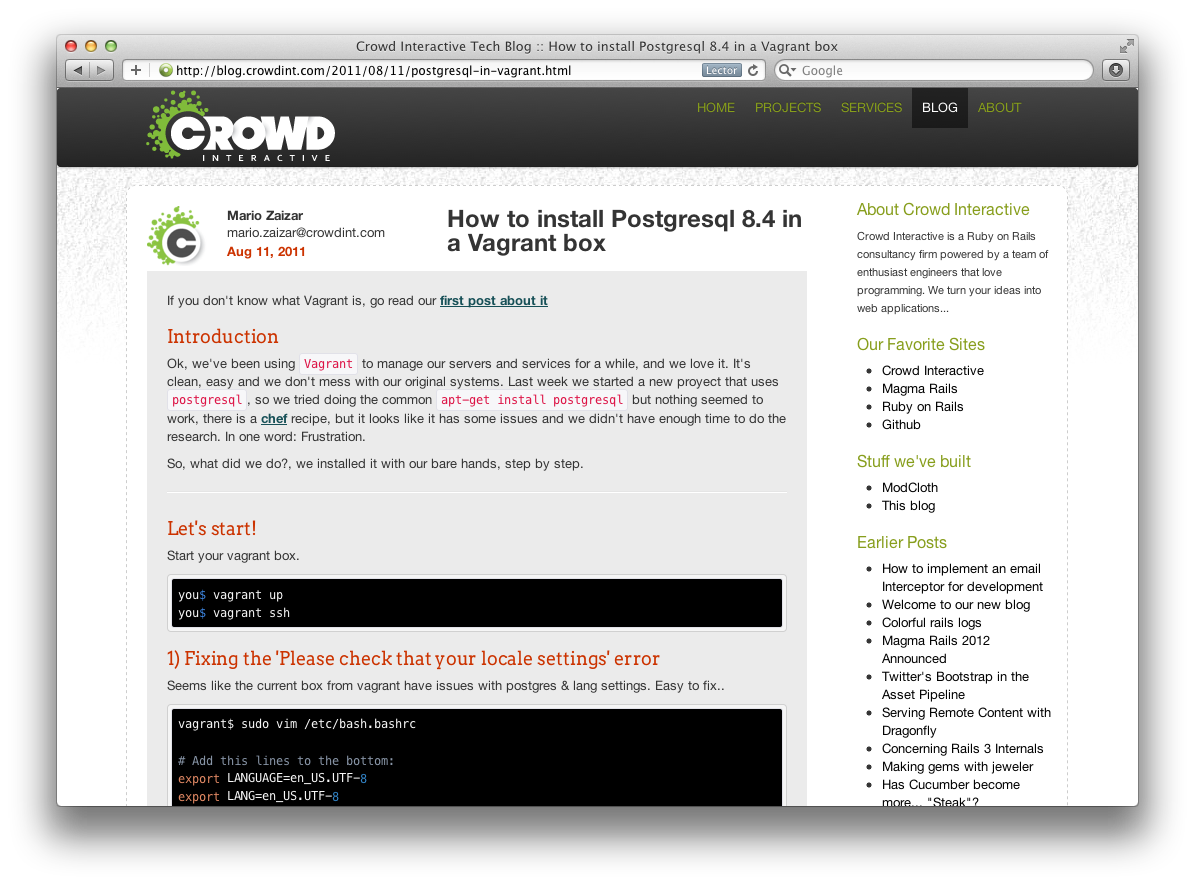 Crowd Interactive Tech Blog :: How to install Postgresql 8.4 in a Vagrant box
http://blog.crowdint.com/2011/08/11/postgresql-in-vagrant.html
Lector
Google
CROWD
INTERACTIVE
HOME
PROJECTS
SERVICES
BLOG
ABOUT
Mario Zaizar
mario.zaizar@crowdint.com
Aug 11, 2011
How to install Postgresql 8.4 in
a Vagrant box
If you don't know what Vagrant is, go read our first post about it
Introduction
Ok, we've been using Vagrant to manage our servers and services for a while, and we love it. It's
clean, easy and we don't mess with our original systems. Last week we started a new proyect that uses
postgresql, so we tried doing the common apt-get install postgresql but nothing seemed to
work, there is a chef recipe, but it looks like it has some issues and we didn't have enough time to do the
research. In one word: Frustration.
So, what did we do?, we installed it with our bare hands, step by step.
Let's start!
Start your vagrant box.
you$ vagrant up
you$ vagrant ssh
1) Fixing the 'Please check that your locale settings' error
Seems like the current box from vagrant have issues with postgres & lang settings. Easy to fix..
vagrant$ sudo vim /etc/bash.bashrc
# Add this lines to the bottom:
export LANGUAGE=en_US.UTF-8
export LANG=en_US.UTF-8
About Crowd Interactive
Crowd Interactive is a Ruby on Rails
consultancy firm powered by a team of
enthusiast engineers that love
programming. We turn your ideas into
web applications...
Our Favorite Sites
Crowd Interactive
Magma Rails
Ruby on Rails
Github
Stuff we've built
ModCloth
This blog
Earlier Posts
How to implement an email
Interceptor for development
Welcome to our new blog
Colorful rails logs
Magma Rails 2012
Announced
Twitter's Bootstrap in the
Asset Pipeline
Serving Remote Content with
Dragonfly
Concerning Rails 3 Internals
Making gems with jeweler
Has Cucumber become
more... "Steak"?